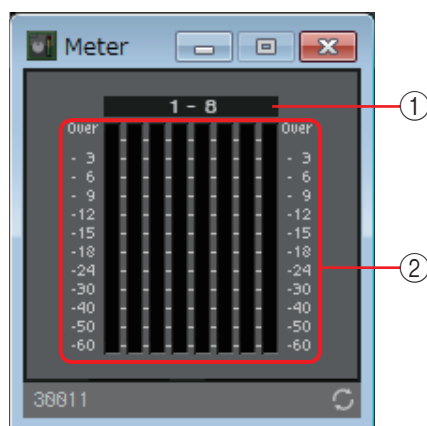 Meter
1 - 8
①
Over Over
- 3 - 3
- 6 - 6
- 9 - 9
-12 -12
-15 -15
-18 -18
-24 -24
②
-30 -30
-40 -40
-50 -50
-60 -60
30011